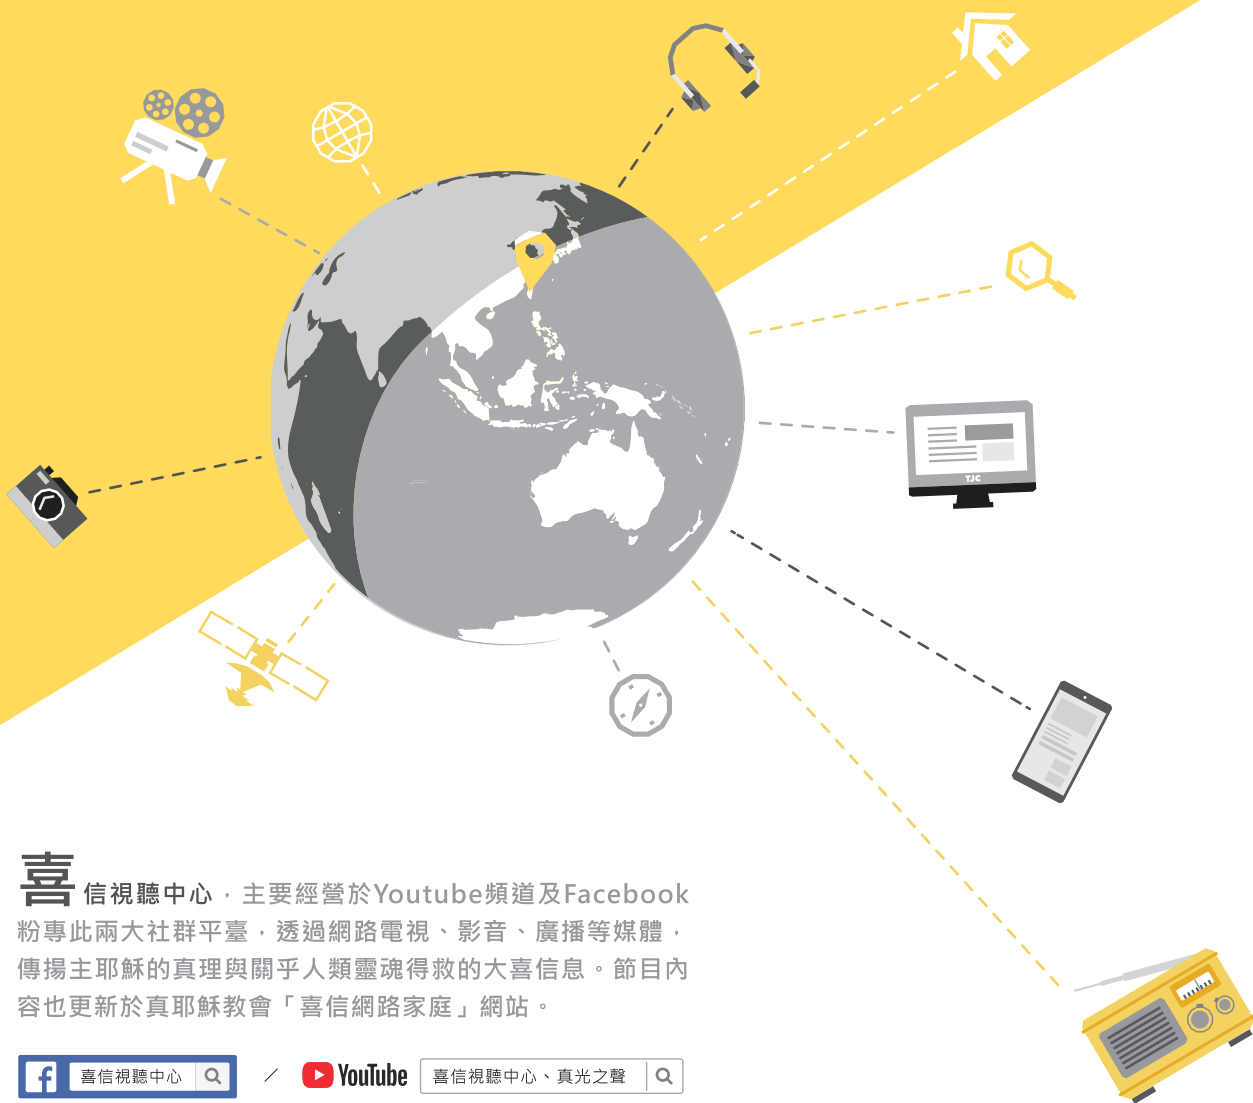 TJC
喜信視聽中心，主要經營於Youtube頻道及Facebook
粉專此兩大社群平臺，透過網路電視、影音、廣播等媒體，
傳揚主耶穌的真理與關乎人類靈魂得救的大喜信息。節目內
容也更新於真耶穌教會「喜信網路家庭」網站。
f 喜信視聽中心 / YouTube 喜信視聽中心、真光之聲